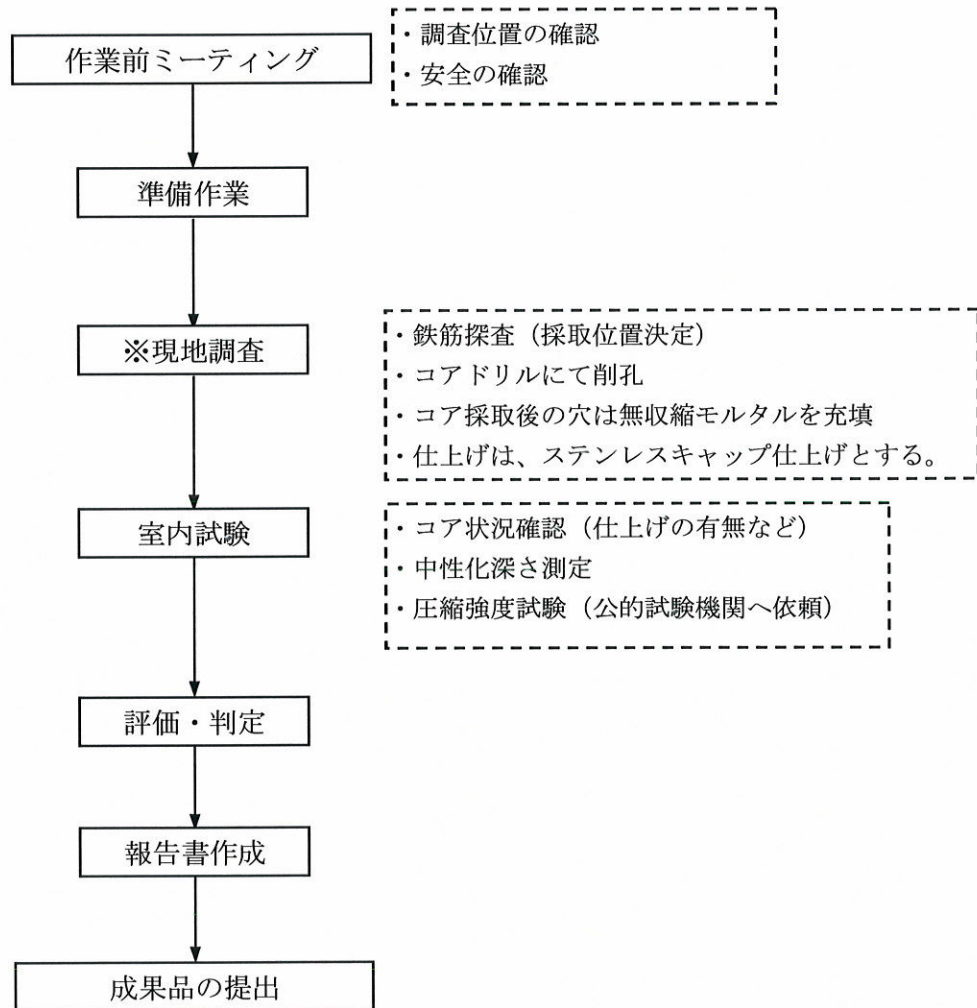 作業前ミーティング
・調査位置の確認
・安全の確認
準備作業
※現地調査
・鉄筋探査（採取位置決定）
・コアドリルにて削孔
・コア採取後の穴は無収縮モルタルを充填
・仕上げは、ステンレスキャップ仕上げとする。
室内試験
・コア状況確認（仕上げの有無など）
・中性化深さ測定
・圧縮強度試験（公的試験機関へ依頼）
評価・判定
報告書作成
成果品の提出